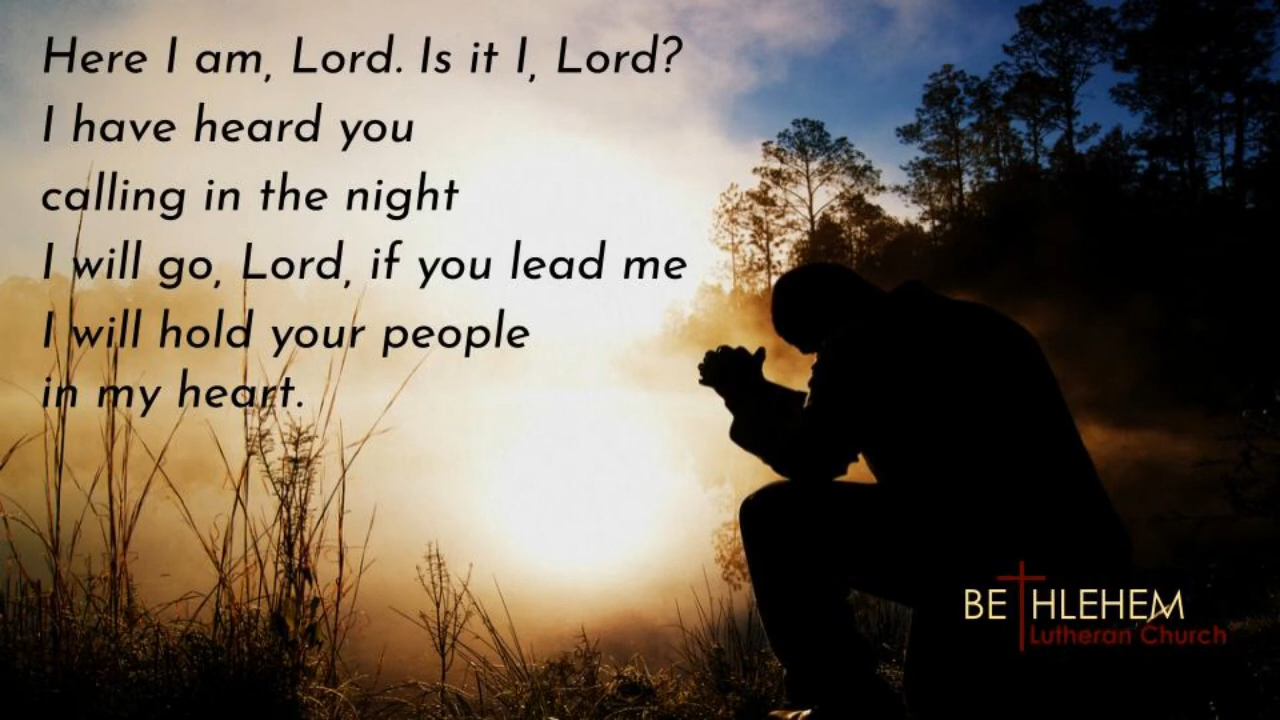 Here I am, Lord. Is it I, Lord?
I have heard you
calling in the night
I will go, Lord, if you lead me
I will hold your people
in my heart.
BETHLEHEM
Lutheran Church